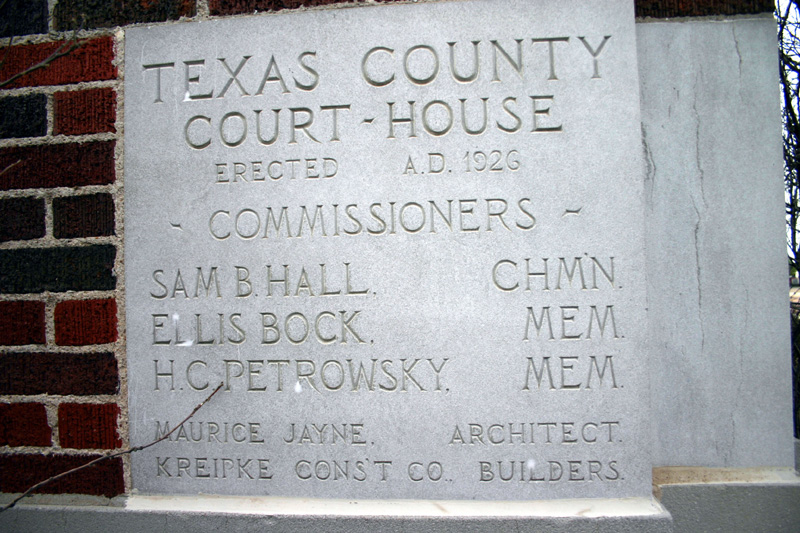 TEXAS COUNTY
COURT-HOUSE
ERECTED A.D. 1926
- COMMISSIONERS -
SAM B. HALL. CHM'N.
ELLIS BOCK. MEM.
H.C. PETROWSKY. MEM.
MAURICE JAYNE. ARCHITECT.
KREIPKE CONS'T CO., BUILDERS.